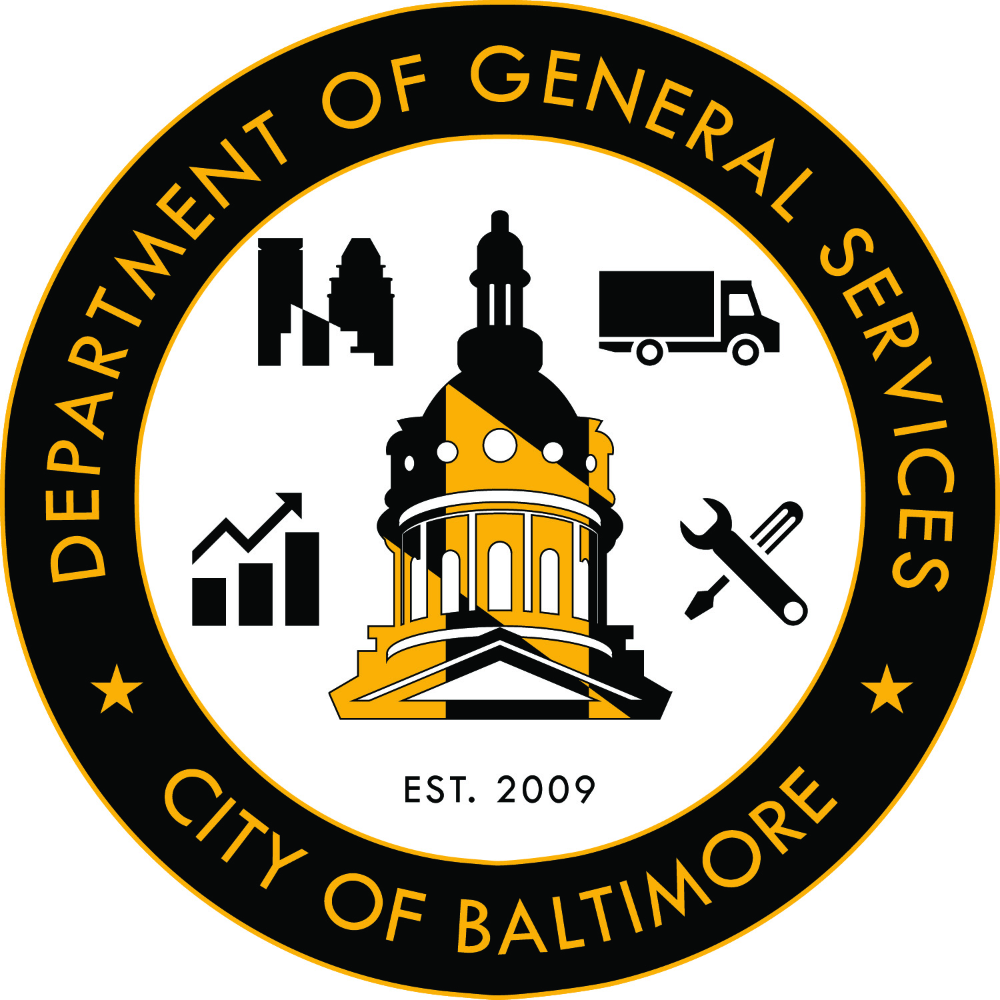 DEPARTMENT OF GENERAL SERVICES
EST. 2009
CITY OF BALTIMORE